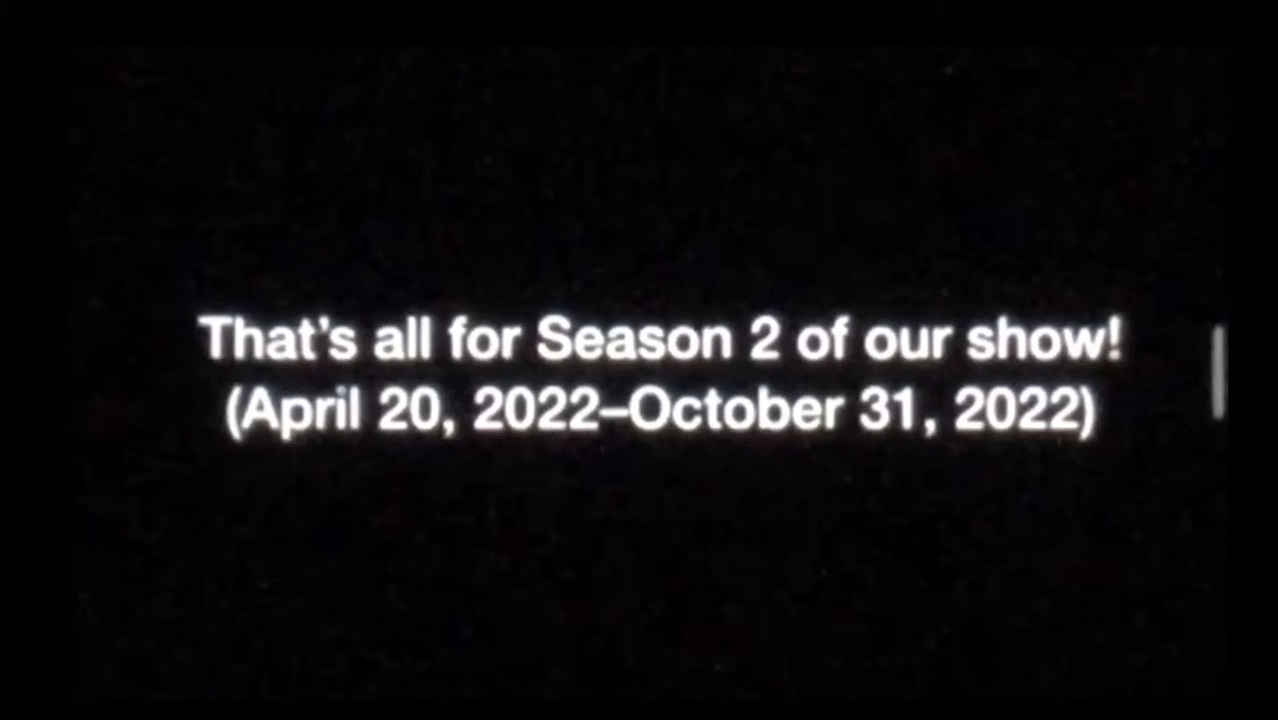 That's all for Season 2 of our show!
(April 20, 2022–October 31, 2022)